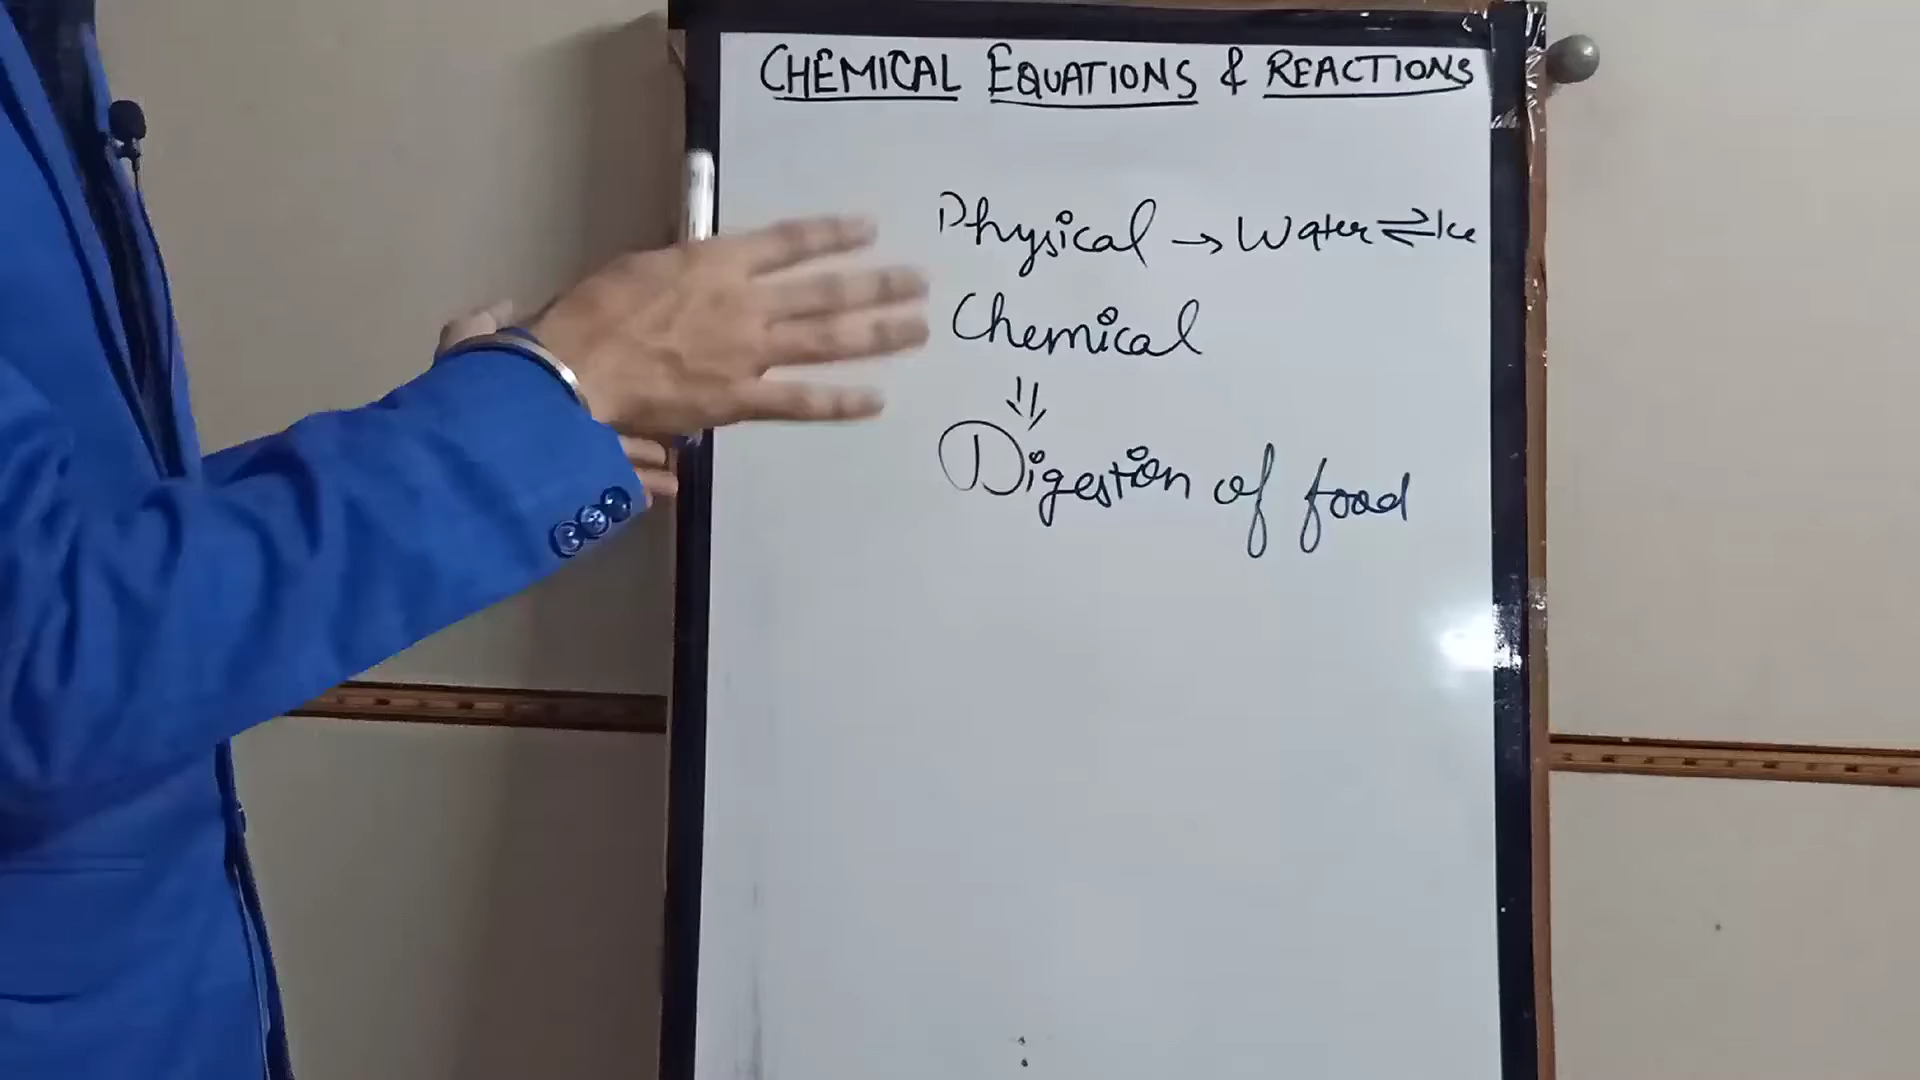 CHEMICAL EQUATIONS & REACTIONS
Physical → Water ⇌ Ice
Chemical
Digestion of food